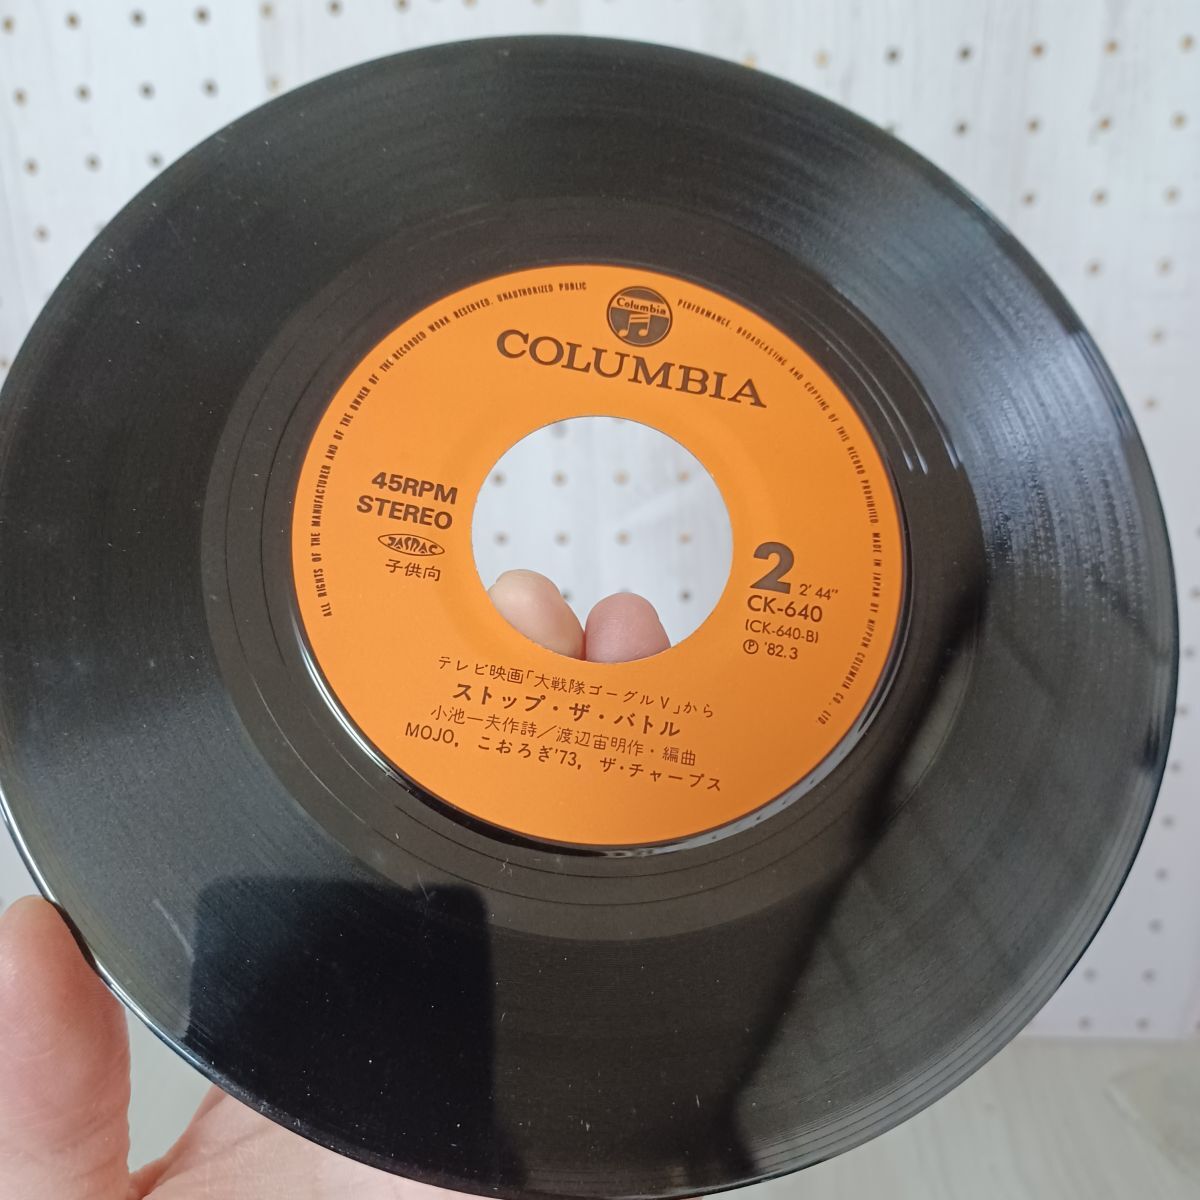 Columbia
COLUMBIA
ALL RIGHTS OF THE MANUFACTURER AND OF THE OWNER OF THE RECORDED WORK RESERVED. UNAUTHORIZED PUBLIC PERFORMANCE, BROADCASTING AND COPYING OF THIS RECORD PROHIBITED. MADE IN JAPAN BY NIPPON COLUMBIA CO., LTD.
45RPM
STEREO
JASRAC
子供向
2 2′44″
CK-640
(CK-640-B)
Ⓟ '82.3
テレビ映画「大戦隊ゴーグルⅤ」から
ストップ・ザ・バトル
小池一夫作詩/渡辺宙明作・編曲
MOJO, こおろぎ'73, ザ・チャープス